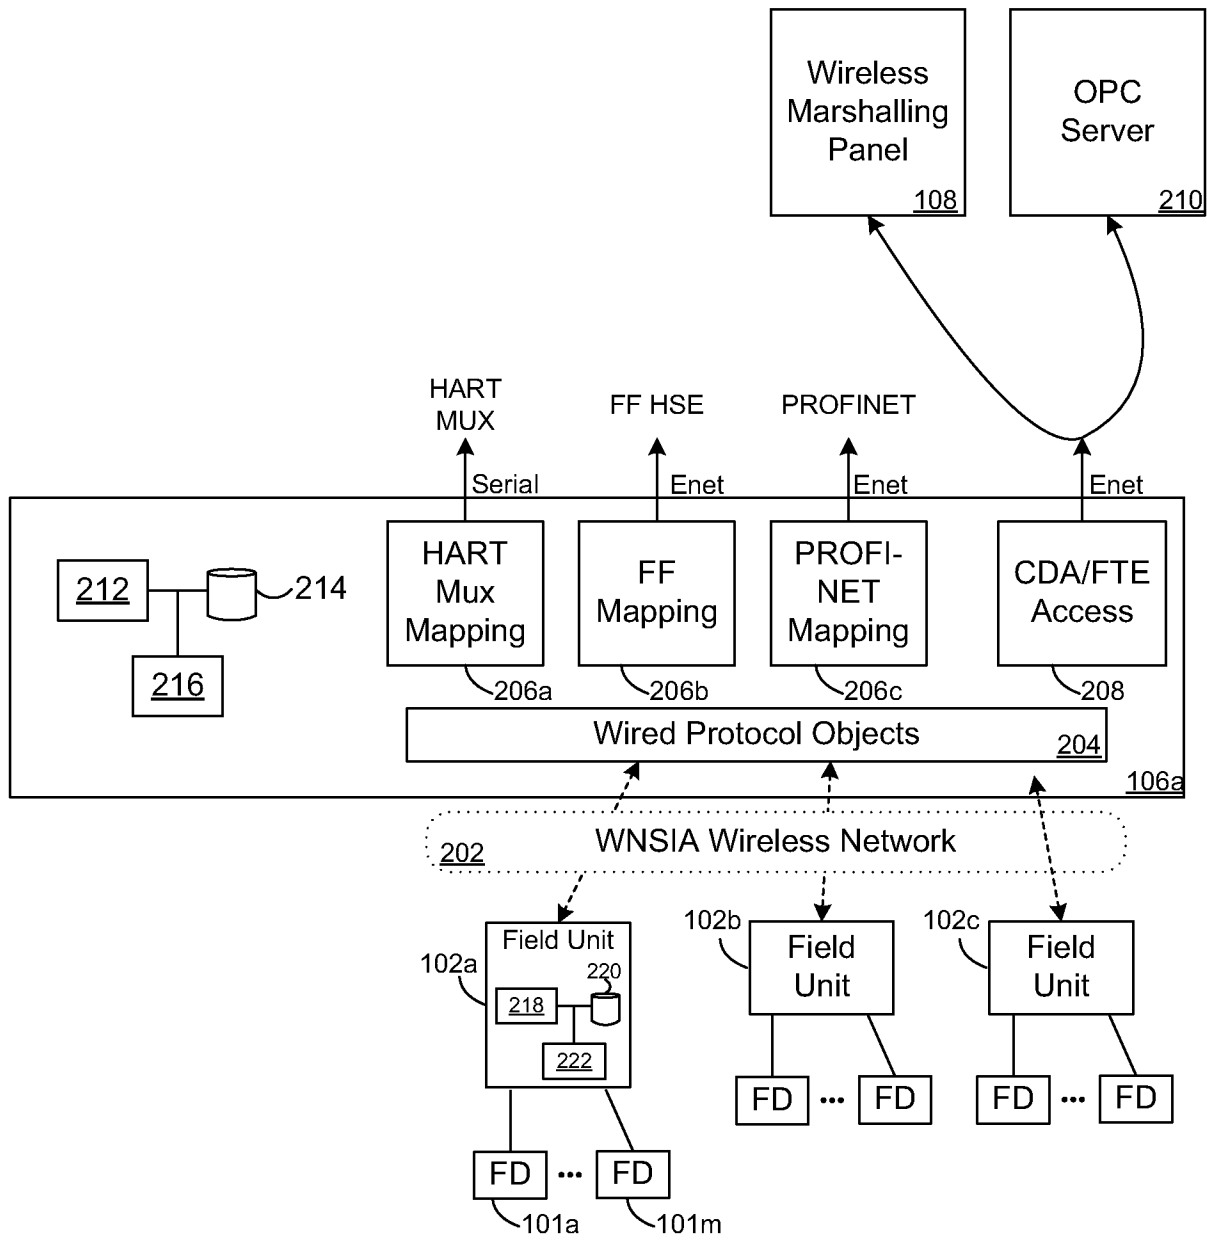 Wireless
Marshalling
Panel
108
OPC
Server
210
HART
MUX
FF HSE
PROFINET
Serial
Enet
Enet
Enet
212
214
216
HART
Mux
Mapping
206a
FF
Mapping
206b
PROFI-
NET
Mapping
206c
CDA/FTE
Access
208
Wired Protocol Objects
204
106a
WNSIA Wireless Network
202
102a
Field Unit
218
220
222
102b
Field
Unit
102c
Field
Unit
FD
...
FD
FD
...
FD
FD
...
FD
101a
101m